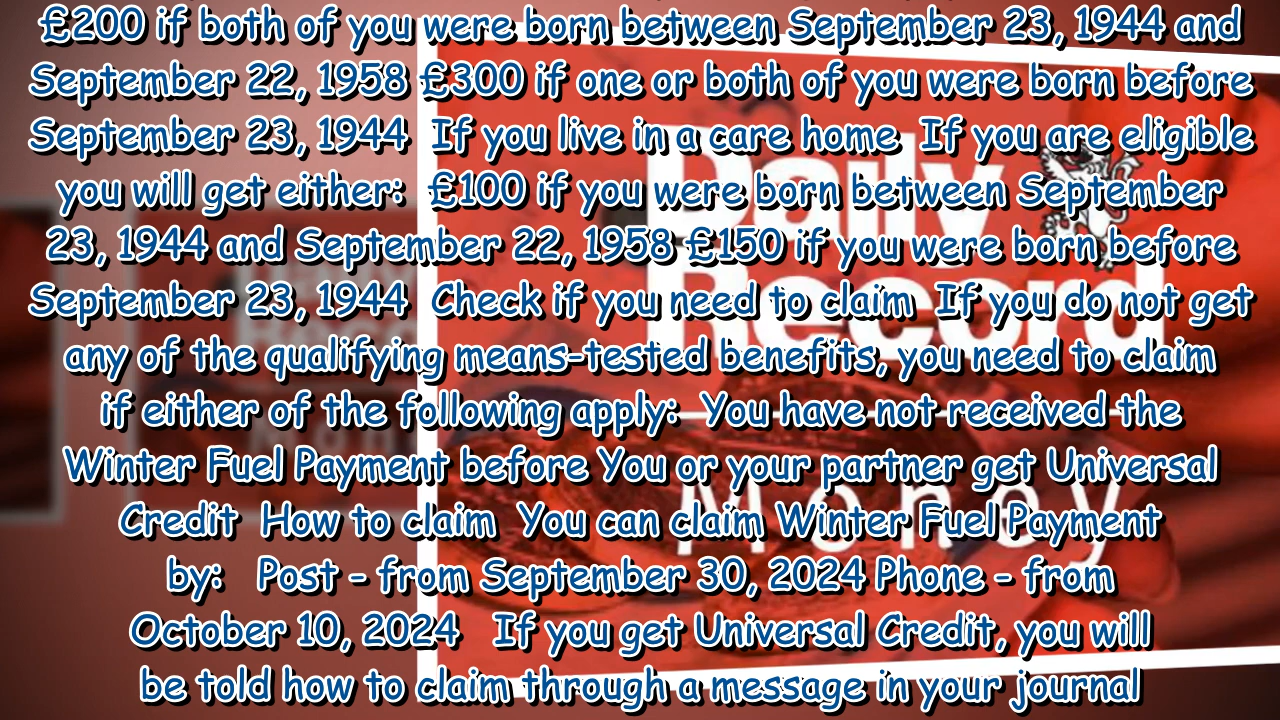 £200 if both of you were born between September 23, 1944 and
September 22, 1958 £300 if one or both of you were born before
September 23, 1944  If you live in a care home  If you are eligible
you will get either:  £100 if you were born between September
23, 1944 and September 22, 1958 £150 if you were born before
September 23, 1944  Check if you need to claim  If you do not get
any of the qualifying means-tested benefits, you need to claim
if either of the following apply:  You have not received the
Winter Fuel Payment before You or your partner get Universal
Credit  How to claim  You can claim Winter Fuel Payment
by:   Post – from September 30, 2024 Phone – from
October 10, 2024   If you get Universal Credit, you will
be told how to claim through a message in your journal
Daily
Record
Money